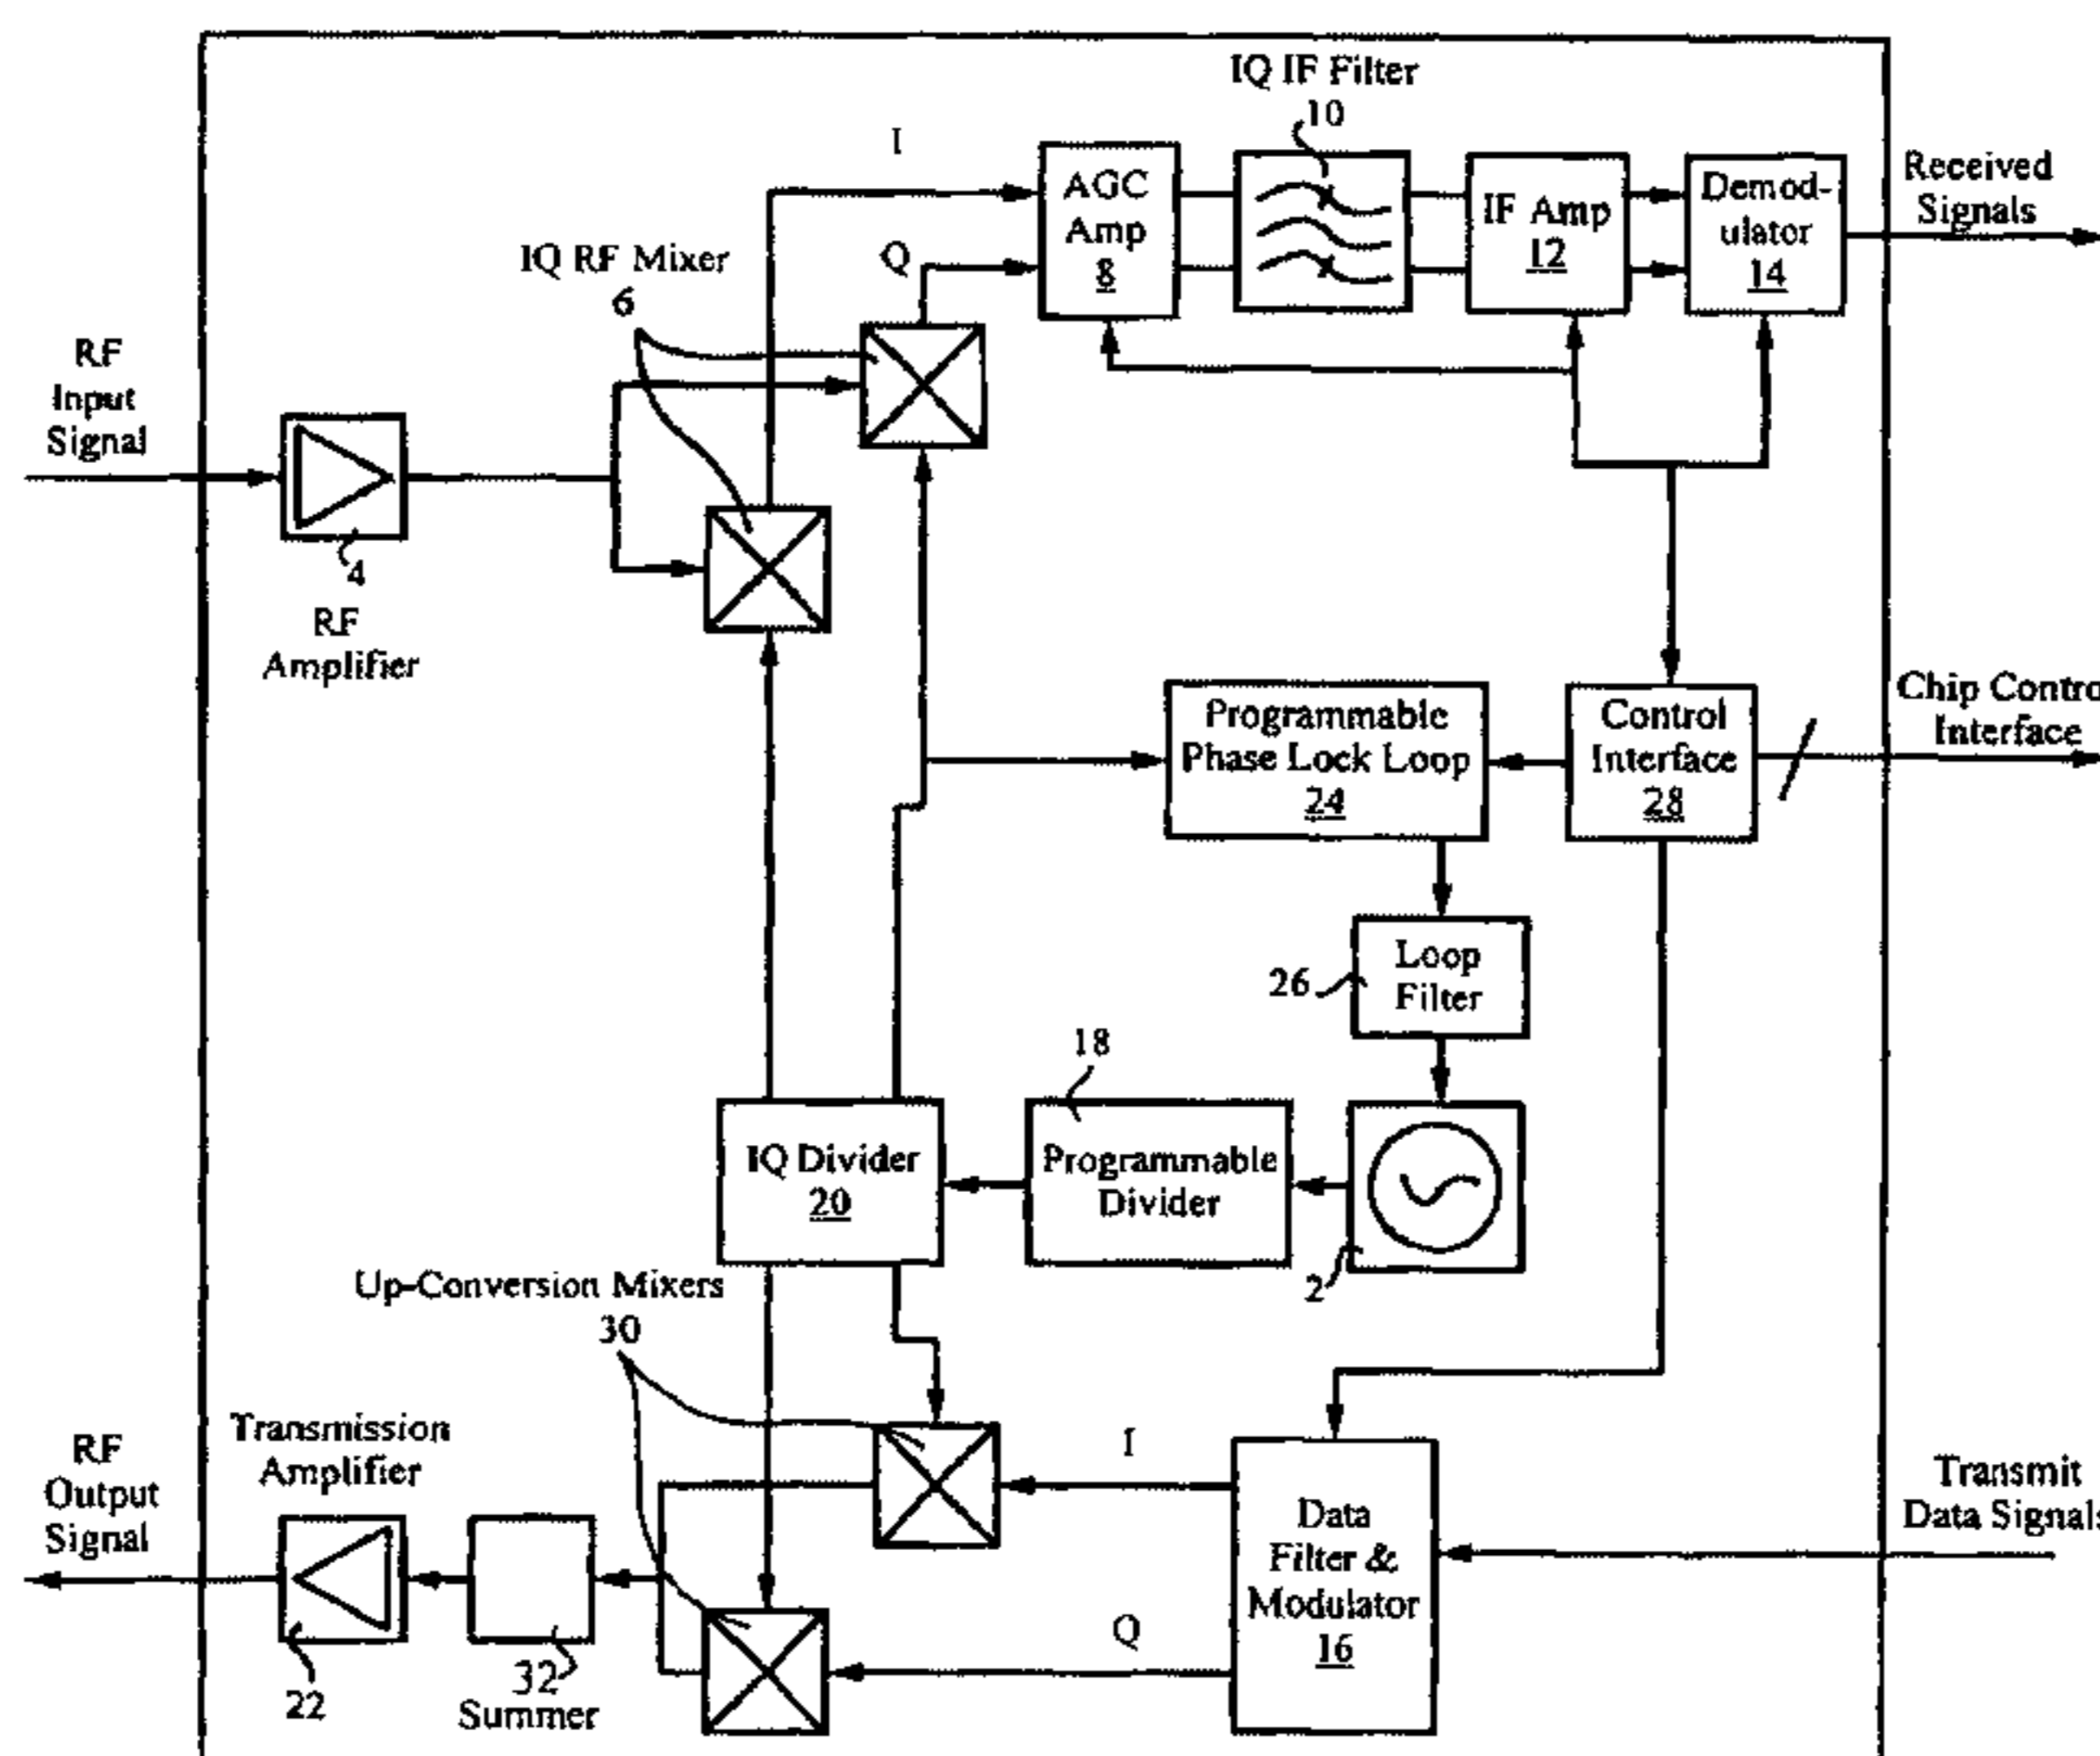 IQ IF Filter
10
I
AGC
Amp
8
IF Amp
12
Demod-
ulator
14
Received
Signals
IQ RF Mixer
6
Q
RF
Input
Signal
4
RF
Amplifier
Programmable
Phase Lock Loop
24
Control
Interface
28
Chip Contro
Interface
Loop
Filter
26
18
IQ Divider
20
Programmable
Divider
2
Up-Conversion Mixers
30
Transmission
Amplifier
RF
Output
Signal
I
Data
Filter &
Modulator
16
Transmit
Data Signals
Q
22
32
Summer